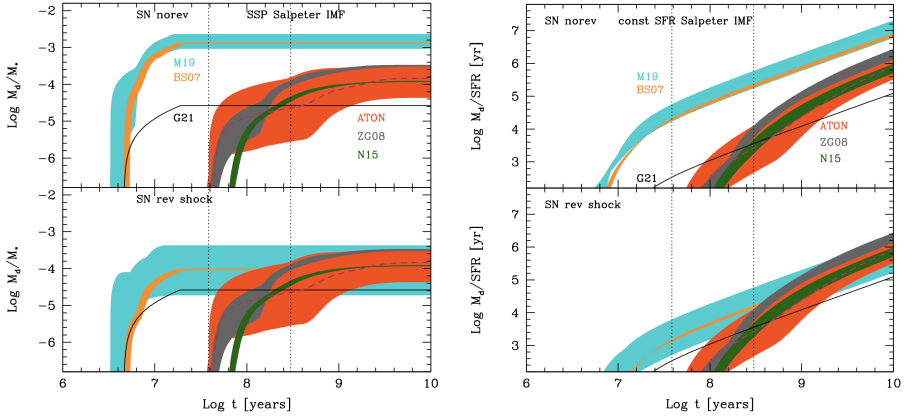 SN norev SSP Salpeter IMF
-2
-3
-4
-5
-6
Log M_d/M_*
M19
BS07
G21
ATON
ZG08
N15
SN rev shock
-2
-3
-4
-5
-6
Log M_d/M_*
6 7 8 9 10
Log t [years]
SN norev const SFR Salpeter IMF
7
6
5
4
3
Log M_d/SFR [yr]
M19
BS07
G21
ATON
ZG08
N15
SN rev shock
7
6
5
4
3
Log M_d/SFR [yr]
6 7 8 9 10
Log t [years]